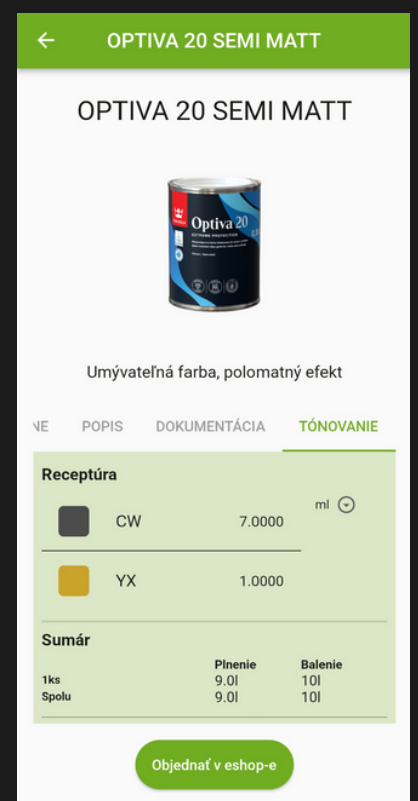 OPTIVA 20 SEMI MATT
OPTIVA 20 SEMI MATT
Optiva 20
EXTREME PROTECTION
Umývateľná farba, polomatný efekt
NE POPIS DOKUMENTÁCIA TÓNOVANIE
Receptúra
ml
CW 7.0000
YX 1.0000
Sumár
Plnenie Balenie
1ks 9.0l 10l
Spolu 9.0l 10l
Objednať v eshop-e